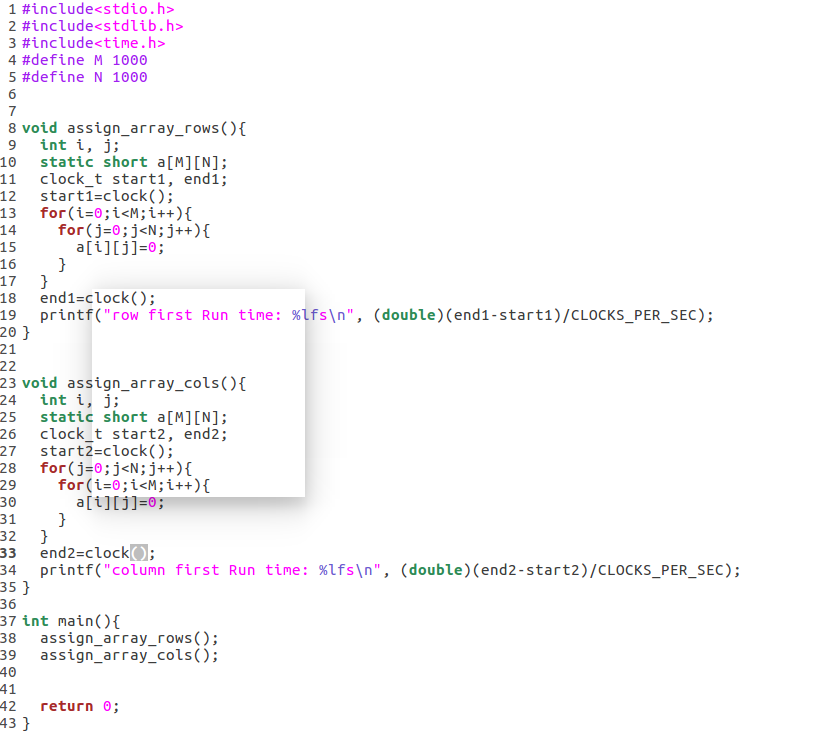 1 #include<stdio.h>
2 #include<stdlib.h>
3 #include<time.h>
4 #define M 1000
5 #define N 1000
6
7
8 void assign_array_rows(){
9   int i, j;
10   static short a[M][N];
11   clock_t start1, end1;
12   start1=clock();
13   for(i=0;i<M;i++){
14     for(j=0;j<N;j++){
15       a[i][j]=0;
16     }
17   }
18   end1=clock();
19   printf("row first Run time: %lfs\n", (double)(end1-start1)/CLOCKS_PER_SEC);
20 }
21
22
23 void assign_array_cols(){
24   int i, j;
25   static short a[M][N];
26   clock_t start2, end2;
27   start2=clock();
28   for(j=0;j<N;j++){
29     for(i=0;i<M;i++){
30       a[i][j]=0;
31     }
32   }
33   end2=clock();
34   printf("column first Run time: %lfs\n", (double)(end2-start2)/CLOCKS_PER_SEC);
35 }
36
37 int main(){
38   assign_array_rows();
39   assign_array_cols();
40
41
42   return 0;
43 }